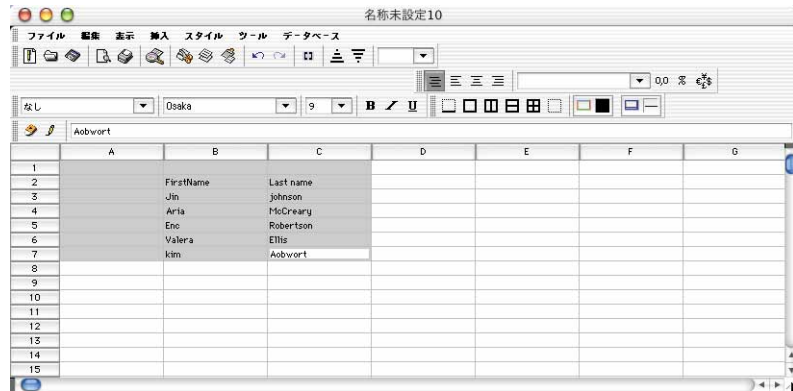 名称未設定10
ファイル 編集 表示 挿入 スタイル ツール データベース
0,0 %
なし Osaka 9 B I U
Aobwort
A B C D E F G
1
2 FirstName Last name
3 Jin johnson
4 Aria McCreary
5 Enc Robertson
6 Valera Ellis
7 kim Aobwort
8
9
10
11
12
13
14
15